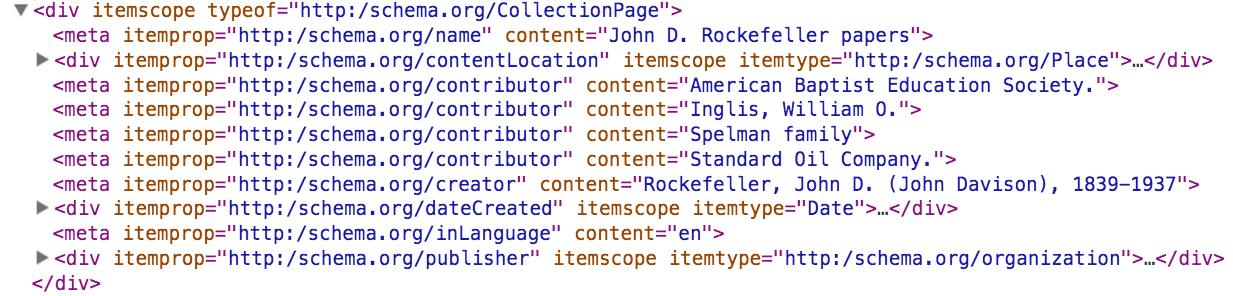 ▼<div itemscope typeof="http:/schema.org/CollectionPage">
<meta itemprop="http:/schema.org/name" content="John D. Rockefeller papers">
▶<div itemprop="http:/schema.org/contentLocation" itemscope itemtype="http:/schema.org/Place">…</div>
<meta itemprop="http:/schema.org/contributor" content="American Baptist Education Society.">
<meta itemprop="http:/schema.org/contributor" content="Inglis, William O.">
<meta itemprop="http:/schema.org/contributor" content="Spelman family">
<meta itemprop="http:/schema.org/contributor" content="Standard Oil Company.">
<meta itemprop="http:/schema.org/creator" content="Rockefeller, John D. (John Davison), 1839-1937">
▶<div itemprop="http:/schema.org/dateCreated" itemscope itemtype="Date">…</div>
<meta itemprop="http:/schema.org/inLanguage" content="en">
▶<div itemprop="http:/schema.org/publisher" itemscope itemtype="http:/schema.org/organization">…</div>
</div>